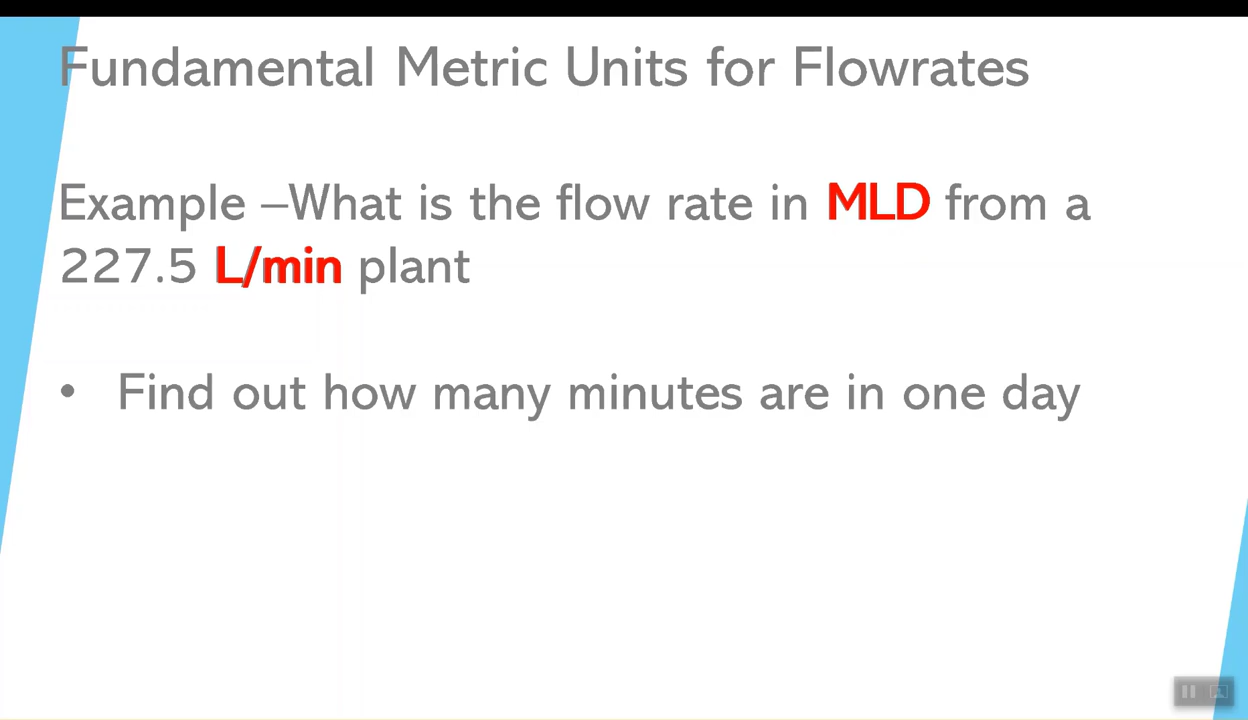 Fundamental Metric Units for Flowrates
Example –What is the flow rate in MLD from a
227.5 L/min plant
• Find out how many minutes are in one day